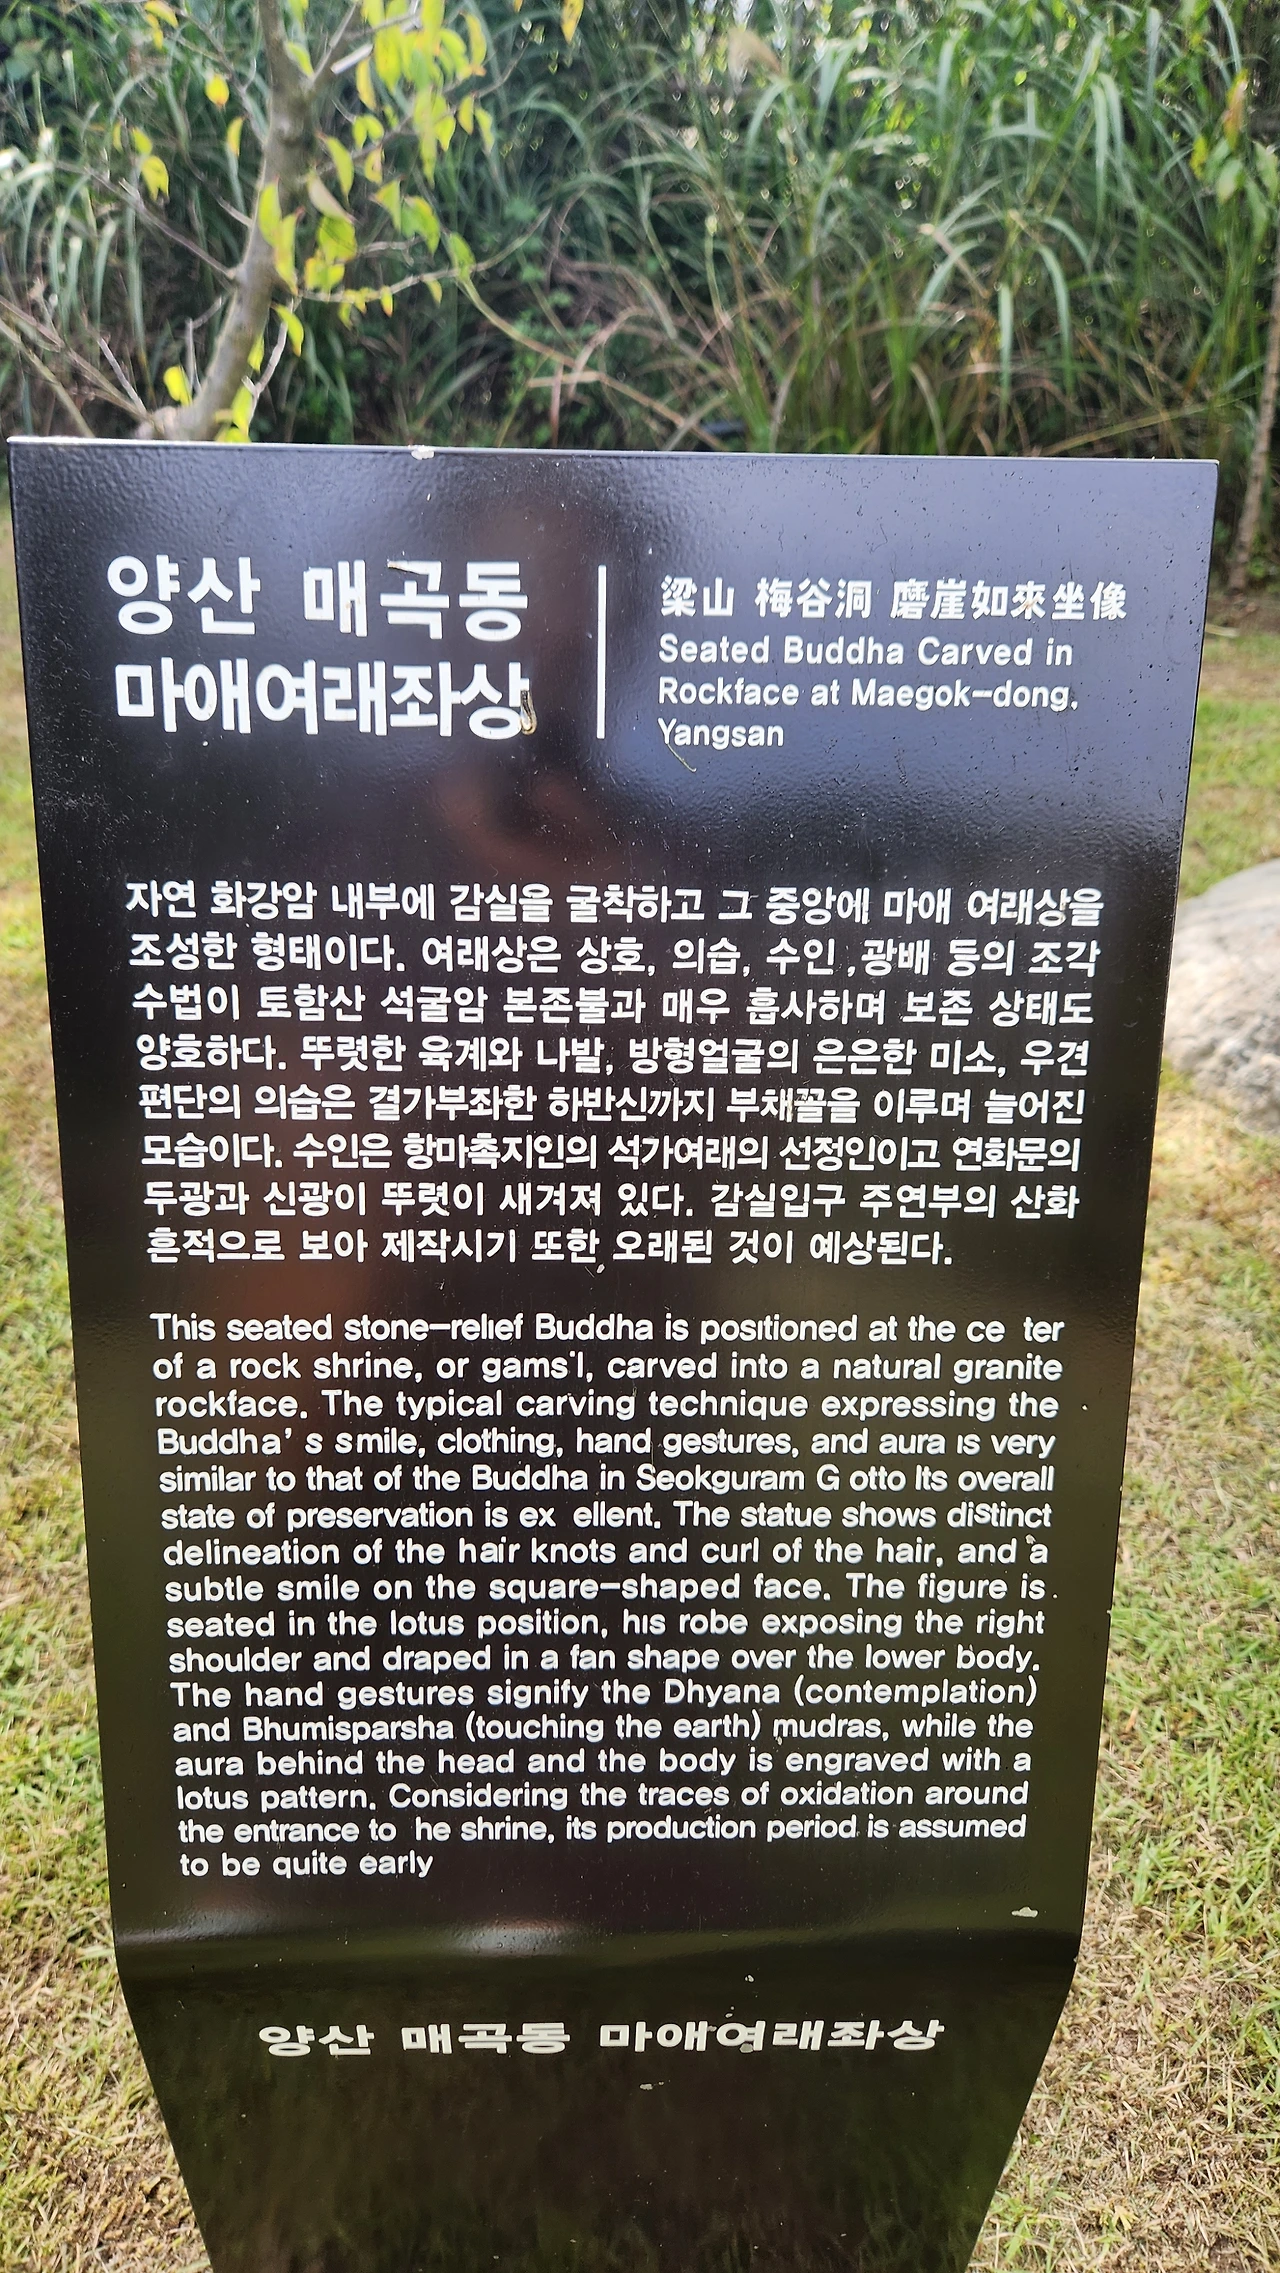 양산 매곡동
마애여래좌상
梁山 梅谷洞 磨崖如來坐像
Seated Buddha Carved in
Rockface at Maegok-dong,
Yangsan
자연 화강암 내부에 감실을 굴착하고 그 중앙에 마애 여래상을
조성한 형태이다. 여래상은 상호, 의습, 수인 ,광배 등의 조각
수법이 토함산 석굴암 본존불과 매우 흡사하며 보존 상태도
양호하다. 뚜렷한 육계와 나발, 방형얼굴의 은은한 미소, 우견
편단의 의습은 결가부좌한 하반신까지 부채꼴을 이루며 늘어진
모습이다. 수인은 항마촉지인의 석가여래의 선정인이고 연화문의
두광과 신광이 뚜렷이 새겨져 있다. 감실입구 주연부의 산화
흔적으로 보아 제작시기 또한 오래된 것이 예상된다.
This seated stone-relief Buddha is positioned at the ce ter
of a rock shrine, or gams'l, carved into a natural granite
rockface. The typical carving technique expressing the
Buddha' s smile, clothing, hand gestures, and aura is very
similar to that of the Buddha in Seokguram G otto Its overall
state of preservation is ex ellent. The statue shows distinct
delineation of the hair knots and curl of the hair, and a
subtle smile on the square-shaped face. The figure is
seated in the lotus position, his robe exposing the right
shoulder and draped in a fan shape over the lower body.
The hand gestures signify the Dhyana (contemplation)
and Bhumisparsha (touching the earth) mudras, while the
aura behind the head and the body is engraved with a
lotus pattern. Considering the traces of oxidation around
the entrance to he shrine, its production period is assumed
to be quite early
양산 매곡동 마애여래좌상